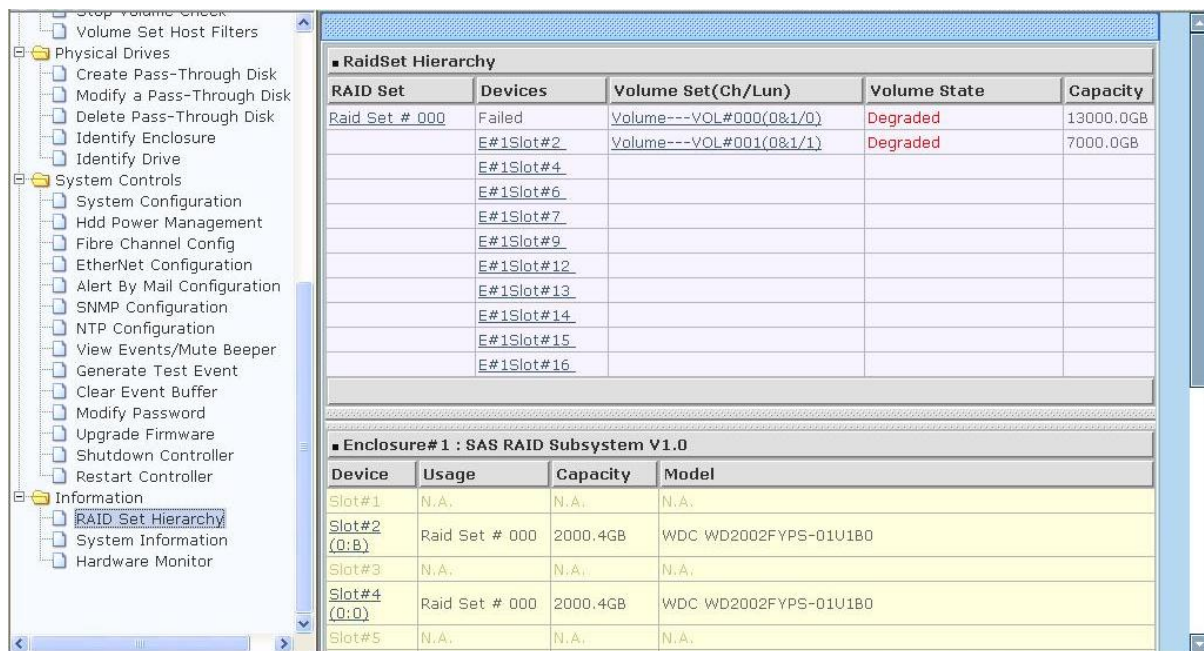 Stop Volume Check
Volume Set Host Filters
Physical Drives
Create Pass-Through Disk
Modify a Pass-Through Disk
Delete Pass-Through Disk
Identify Enclosure
Identify Drive
System Controls
System Configuration
Hdd Power Management
Fibre Channel Config
EtherNet Configuration
Alert By Mail Configuration
SNMP Configuration
NTP Configuration
View Events/Mute Beeper
Generate Test Event
Clear Event Buffer
Modify Password
Upgrade Firmware
Shutdown Controller
Restart Controller
Information
RAID Set Hierarchy
System Information
Hardware Monitor
RaidSet Hierarchy
RAID Set Devices Volume Set(Ch/Lun) Volume State Capacity
Raid Set # 000 Failed Volume---VOL#000(0&1/0) Degraded 13000.0GB
E#1Slot#2 Volume---VOL#001(0&1/1) Degraded 7000.0GB
E#1Slot#4
E#1Slot#6
E#1Slot#7
E#1Slot#9
E#1Slot#12
E#1Slot#13
E#1Slot#14
E#1Slot#15
E#1Slot#16
Enclosure#1 : SAS RAID Subsystem V1.0
Device Usage Capacity Model
Slot#1 N.A. N.A. N.A.
Slot#2
(0:B) Raid Set # 000 2000.4GB WDC WD2002FYPS-01U1B0
Slot#3 N.A. N.A. N.A.
Slot#4
(0:0) Raid Set # 000 2000.4GB WDC WD2002FYPS-01U1B0
Slot#5 N.A. N.A. N.A.